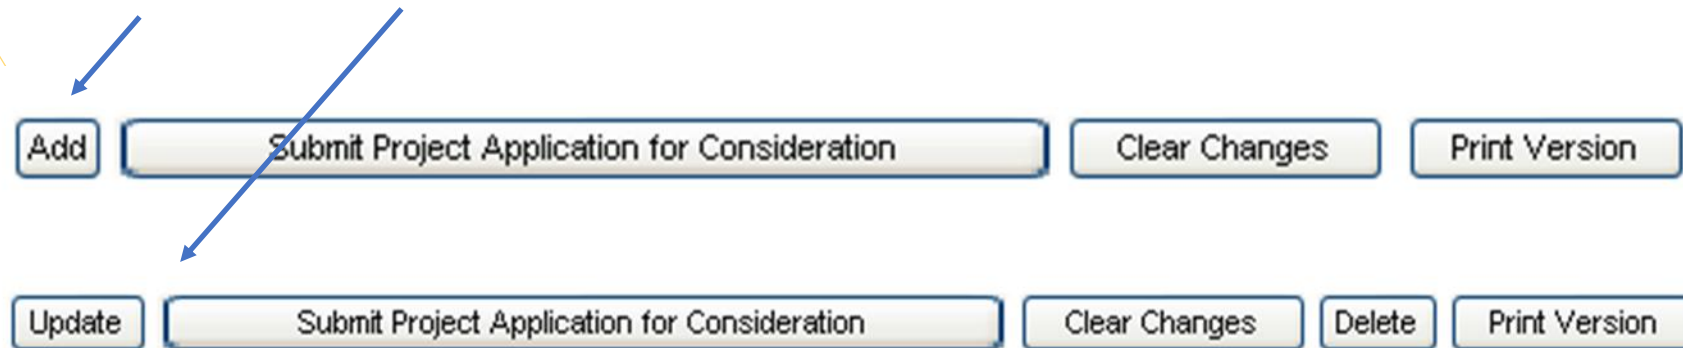 Add Submit Project Application for Consideration Clear Changes Print Version
Update Submit Project Application for Consideration Clear Changes Delete Print Version